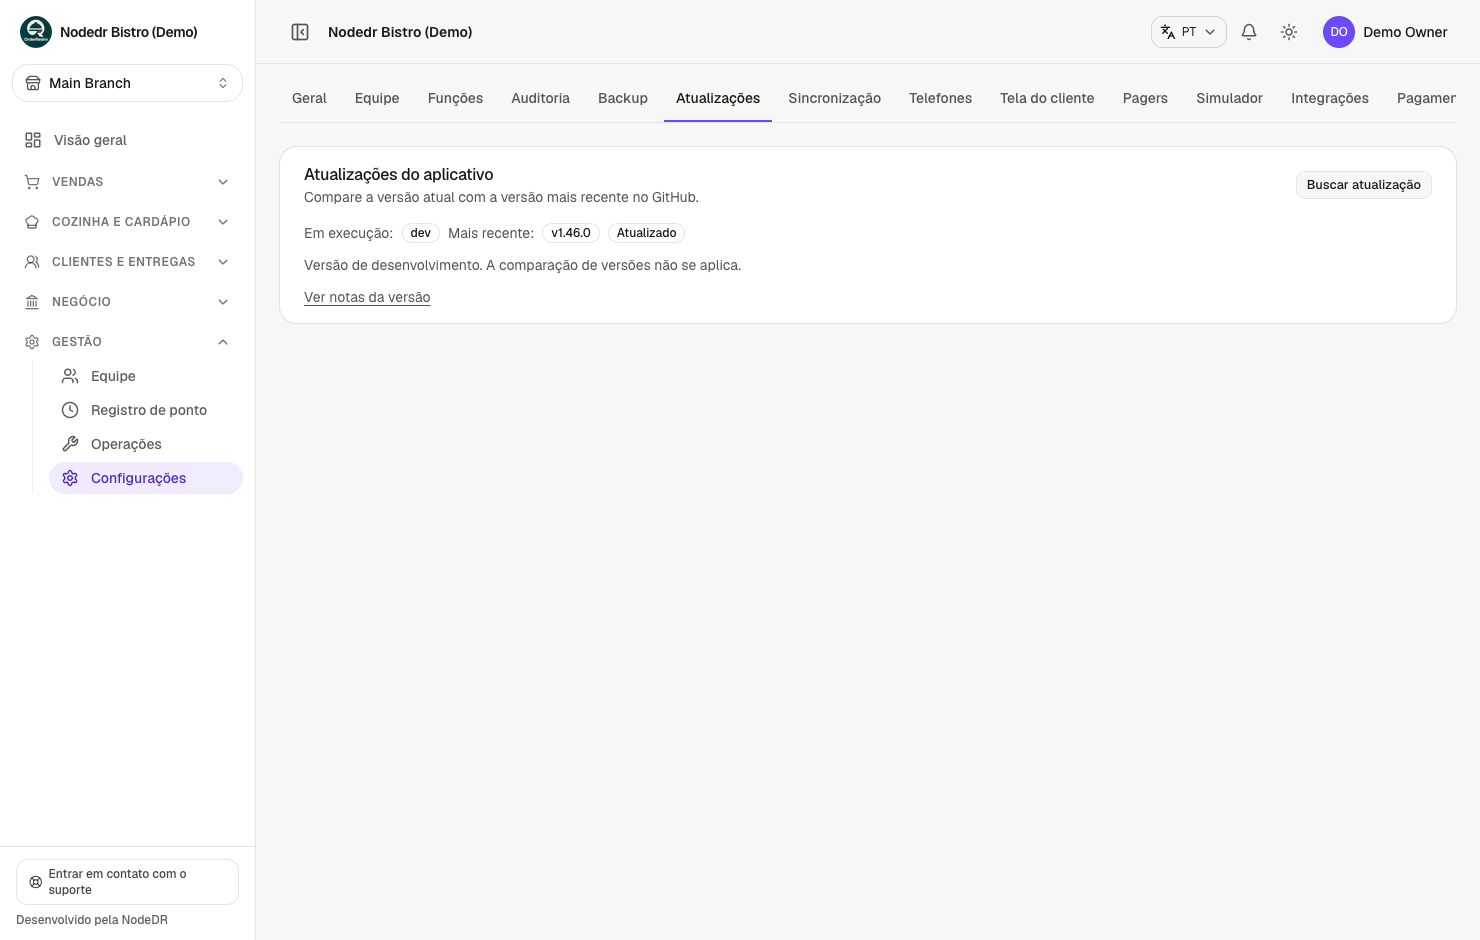 Nodedr Bistro (Demo)
Main Branch
Visão geral
VENDAS
COZINHA E CARDÁPIO
CLIENTES E ENTREGAS
NEGÓCIO
GESTÃO
Equipe
Registro de ponto
Operações
Configurações
Entrar em contato com o
suporte
Desenvolvido pela NodeDR
Nodedr Bistro (Demo)
PT
DO
Demo Owner
Geral
Equipe
Funções
Auditoria
Backup
Atualizações
Sincronização
Telefones
Tela do cliente
Pagers
Simulador
Integrações
Pagamen
Atualizações do aplicativo
Compare a versão atual com a versão mais recente no GitHub.
Buscar atualização
Em execução: dev Mais recente: v1.46.0 Atualizado
Versão de desenvolvimento. A comparação de versões não se aplica.
Ver notas da versão